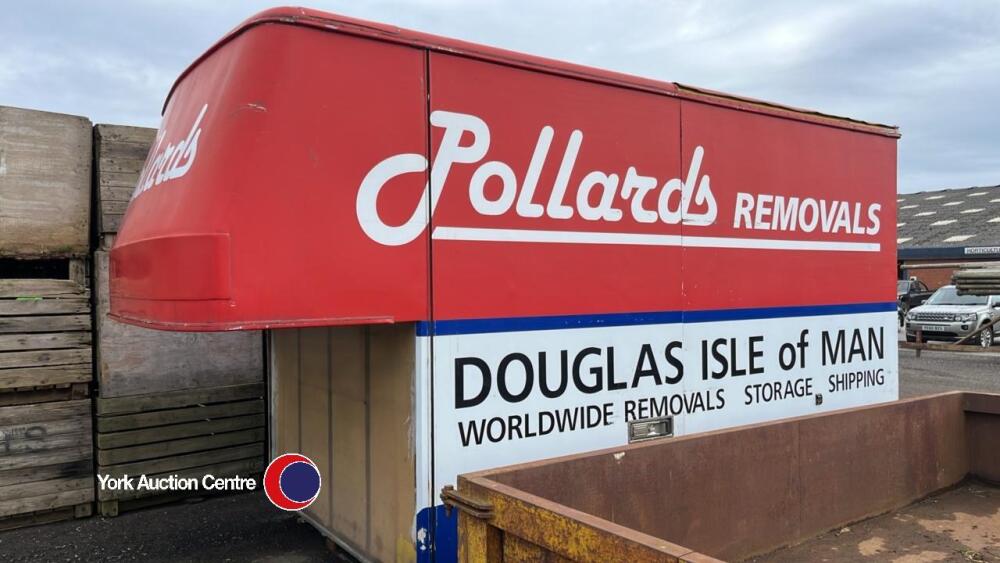 Pollards REMOVALS
DOUGLAS ISLE of MAN
WORLDWIDE REMOVALS STORAGE SHIPPING
York Auction Centre